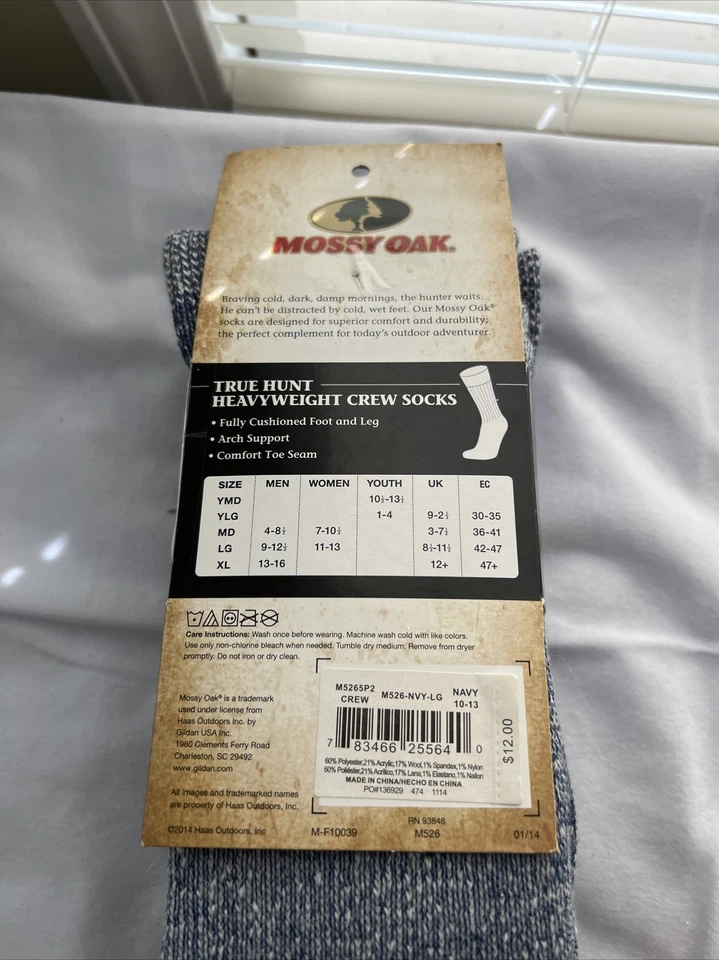 MOSSY OAK.
Braving cold, dark, damp mornings, the hunter waits...
He can't be distracted by cold, wet feet. Our Mossy Oak®
socks are designed for superior comfort and durability;
the perfect complement for today's outdoor adventurer.
TRUE HUNT
HEAVYWEIGHT CREW SOCKS
• Fully Cushioned Foot and Leg
• Arch Support
• Comfort Toe Seam
SIZE MEN WOMEN YOUTH UK EC
YMD 10½-13½
YLG 1-4 9-2½ 30-35
MD 4-8½ 7-10½ 3-7½ 36-41
LG 9-12½ 11-13 8½-11½ 42-47
XL 13-16 12+ 47+
Care Instructions: Wash once before wearing. Machine wash cold with like colors.
Use only non-chlorine bleach when needed. Tumble dry medium. Remove from dryer
promptly. Do not iron or dry clean.
Mossy Oak® is a trademark
used under license from
Haas Outdoors Inc. by
Gildan USA Inc.
1980 Clements Ferry Road
Charleston, SC 29492
www.gildan.com
All images and trademarked names
are property of Haas Outdoors, Inc.
©2014 Haas Outdoors, Inc
M-F10039
M5265P2
CREW
M526-NVY-LG
NAVY
10-13
7 83466 25564 0
$12.00
60% Polyester,21% Acrylic,17% Wool,1% Spandex,1% Nylon
60% Poliéster,21% Acrílico,17% Lana,1% Elastano,1% Nailon
MADE IN CHINA/HECHO EN CHINA
PO#136929 474 1114
RN 93846
M526
01/14